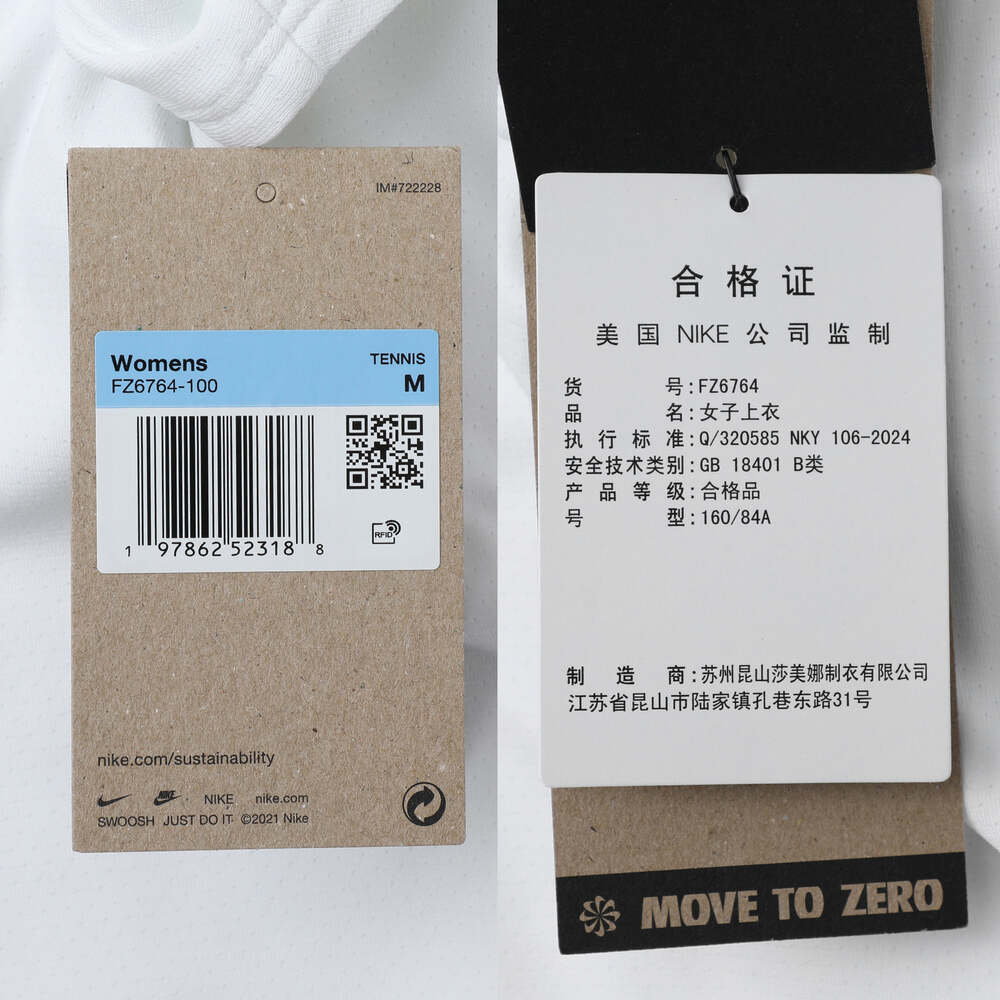 IM#722228
Womens
TENNIS
FZ6764-100
M
1 97862 52318 8
RFID
nike.com/sustainability
NIKE NIKE nike.com
SWOOSH JUST DO IT ©2021 Nike
合格证
美国 NIKE 公司监制
货号:FZ6764
品名:女子上衣
执行标准:Q/320585 NKY 106-2024
安全技术类别:GB 18401 B类
产品等级:合格品
号型:160/84A
制造商:苏州昆山莎美娜制衣有限公司
江苏省昆山市陆家镇孔巷东路31号
MOVE TO ZERO